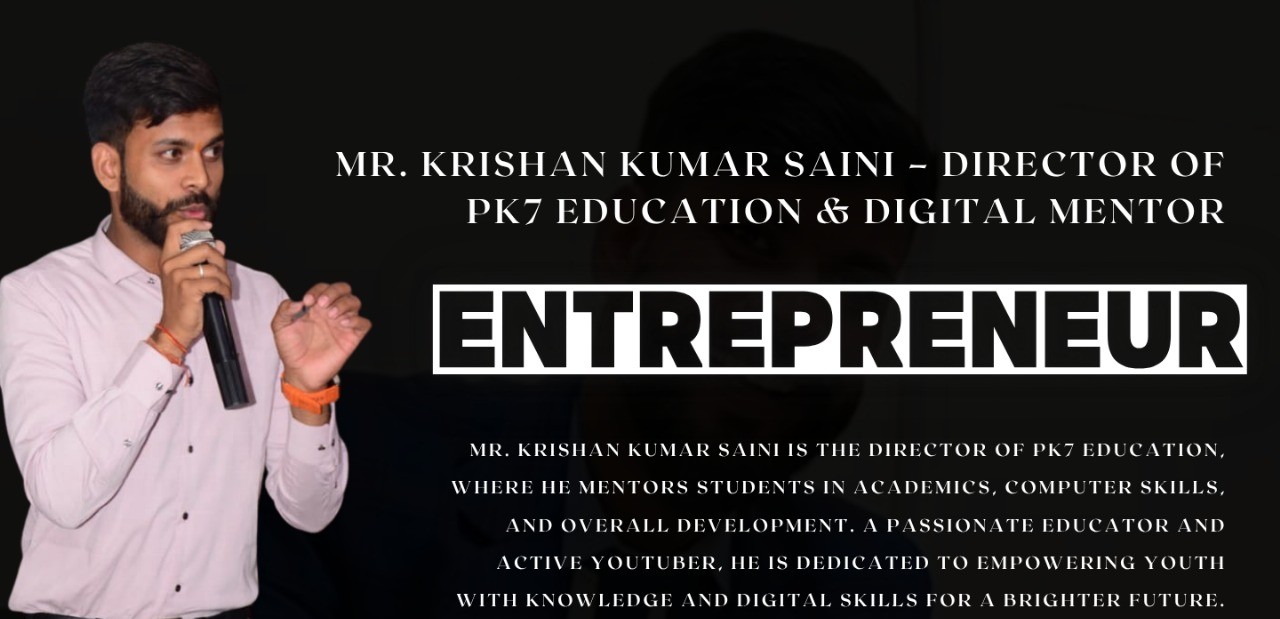 MR. KRISHAN KUMAR SAINI – DIRECTOR OF
PK7 EDUCATION & DIGITAL MENTOR
ENTREPRENEUR
MR. KRISHAN KUMAR SAINI IS THE DIRECTOR OF PK7 EDUCATION,
WHERE HE MENTORS STUDENTS IN ACADEMICS, COMPUTER SKILLS,
AND OVERALL DEVELOPMENT. A PASSIONATE EDUCATOR AND
ACTIVE YOUTUBER, HE IS DEDICATED TO EMPOWERING YOUTH
WITH KNOWLEDGE AND DIGITAL SKILLS FOR A BRIGHTER FUTURE.